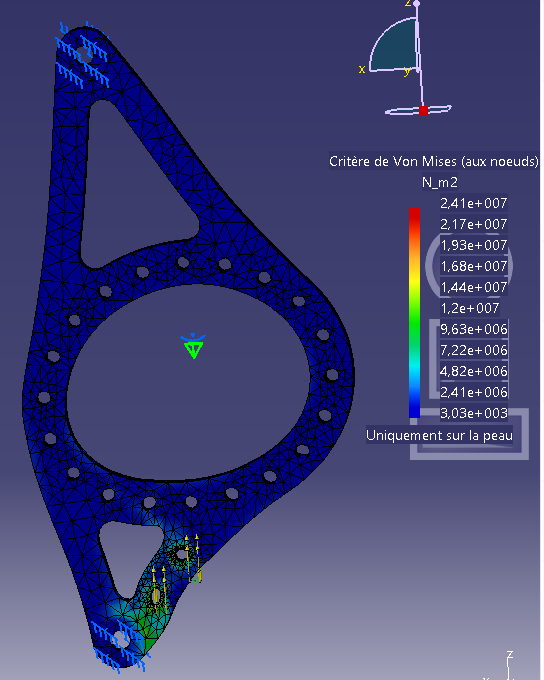 z
x
y
Critère de Von Mises (aux noeuds)
N_m2
2,41e+007
2,17e+007
1,93e+007
1,68e+007
1,44e+007
1,2e+007
9,63e+006
7,22e+006
4,82e+006
2,41e+006
3,03e+003
Uniquement sur la peau
z